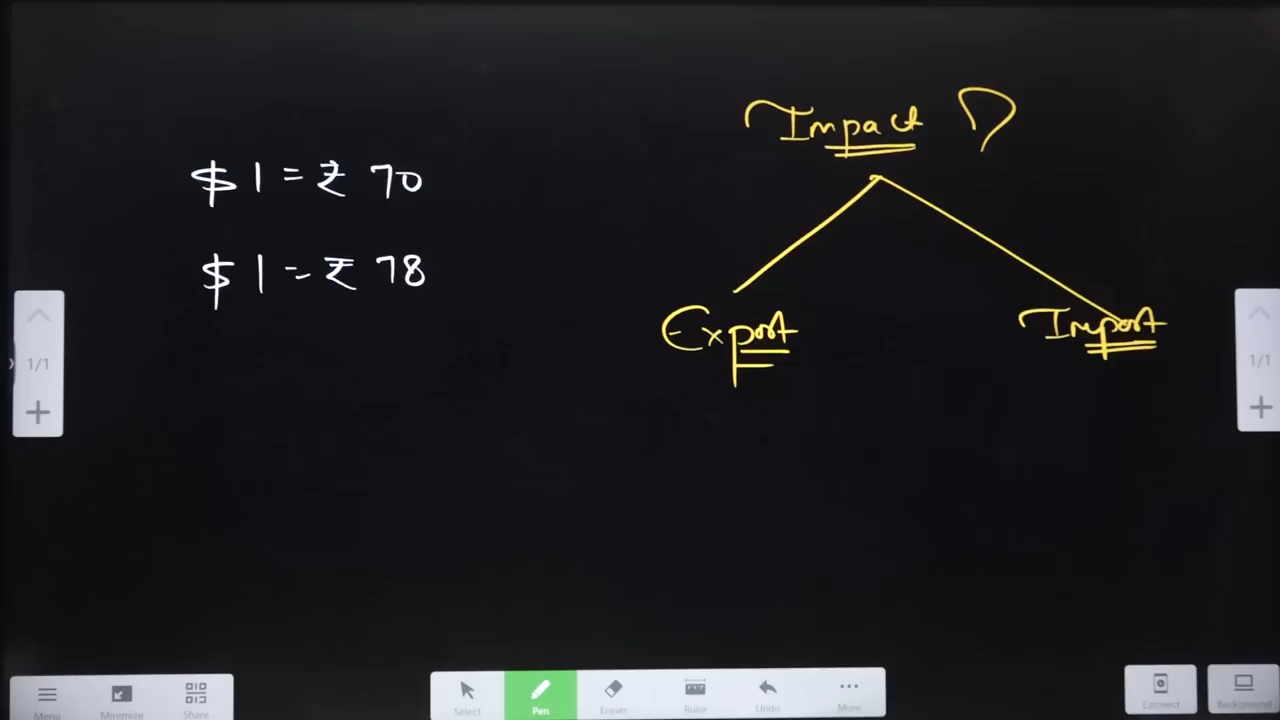 $ 1 = ₹ 70
$ 1 = ₹ 78
Impact
Export
Import
1/1
1/1
Menu
Minimize
Share
Select
Pen
Eraser
Ruler
Undo
More
Connect
Background